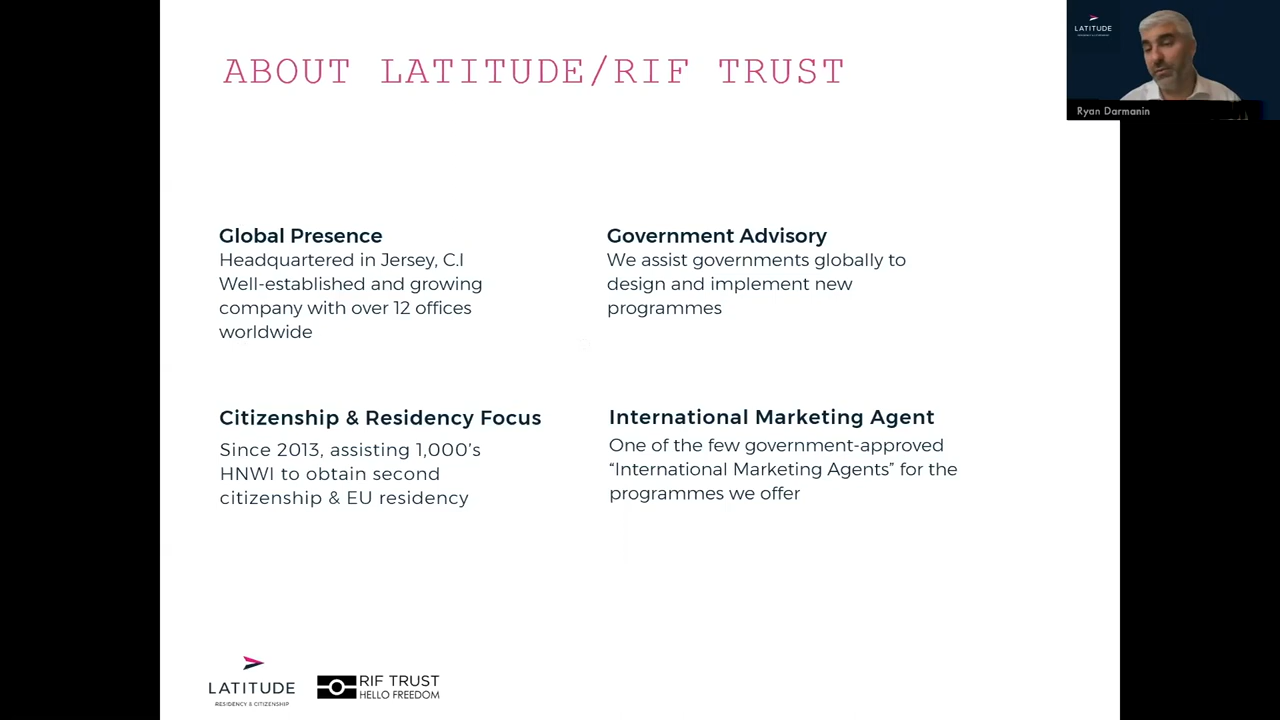 ABOUT LATITUDE/RIF TRUST
LATITUDE
Ryan Darmanin
Global Presence
Headquartered in Jersey, C.I
Well-established and growing
company with over 12 offices
worldwide
Government Advisory
We assist governments globally to
design and implement new
programmes
Citizenship & Residency Focus
Since 2013, assisting 1,000’s
HNWI to obtain second
citizenship & EU residency
International Marketing Agent
One of the few government-approved
“International Marketing Agents” for the
programmes we offer
LATITUDE
RESIDENCY & CITIZENSHIP
RIF TRUST
HELLO FREEDOM